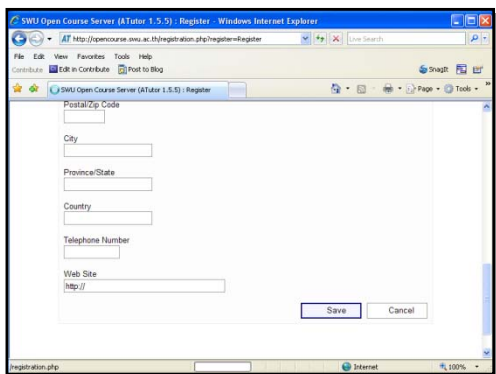 SWU Open Course Server (ATutor 1.5.5) : Register - Windows Internet Explorer
http://opencourse.swu.ac.th/registration.php?register=Register
Live Search
File Edit View Favorites Tools Help
Contribute Edit in Contribute Post to Blog
SnagIt
SWU Open Course Server (ATutor 1.5.5) : Register
Page Tools
Postal/Zip Code
City
Province/State
Country
Telephone Number
Web Site
http://
Save Cancel
/registration.php
Internet 100%